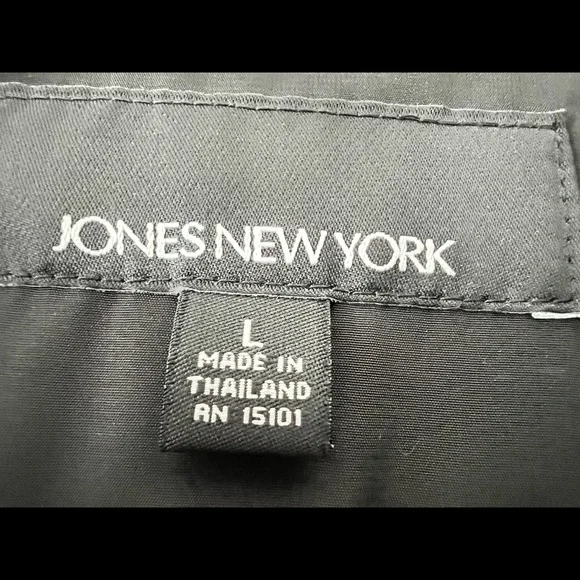 JONES NEW YORK
L
MADE IN
THAILAND
RN 15101